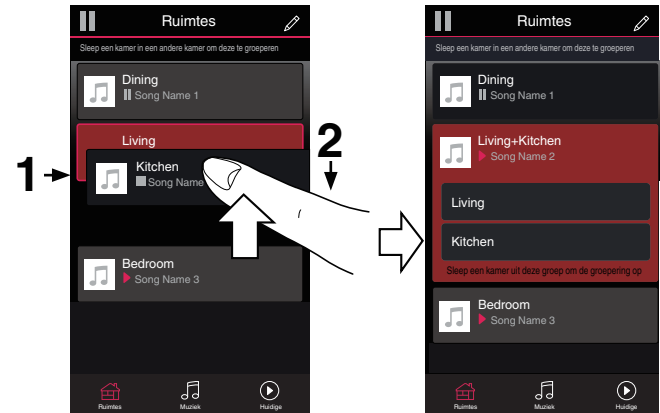 Ruimtes
Sleep een kamer in een andere kamer om deze te groeperen
Dining
Song Name 1
Living
Kitchen
Song Name
1
2
Bedroom
Song Name 3
Ruimtes
Muziek
Huidige
Ruimtes
Sleep een kamer in een andere kamer om deze te groeperen
Dining
Song Name 1
Living+Kitchen
Song Name 2
Living
Kitchen
Sleep een kamer uit deze groep om de groepering op
Bedroom
Song Name 3
Ruimtes
Muziek
Huidige